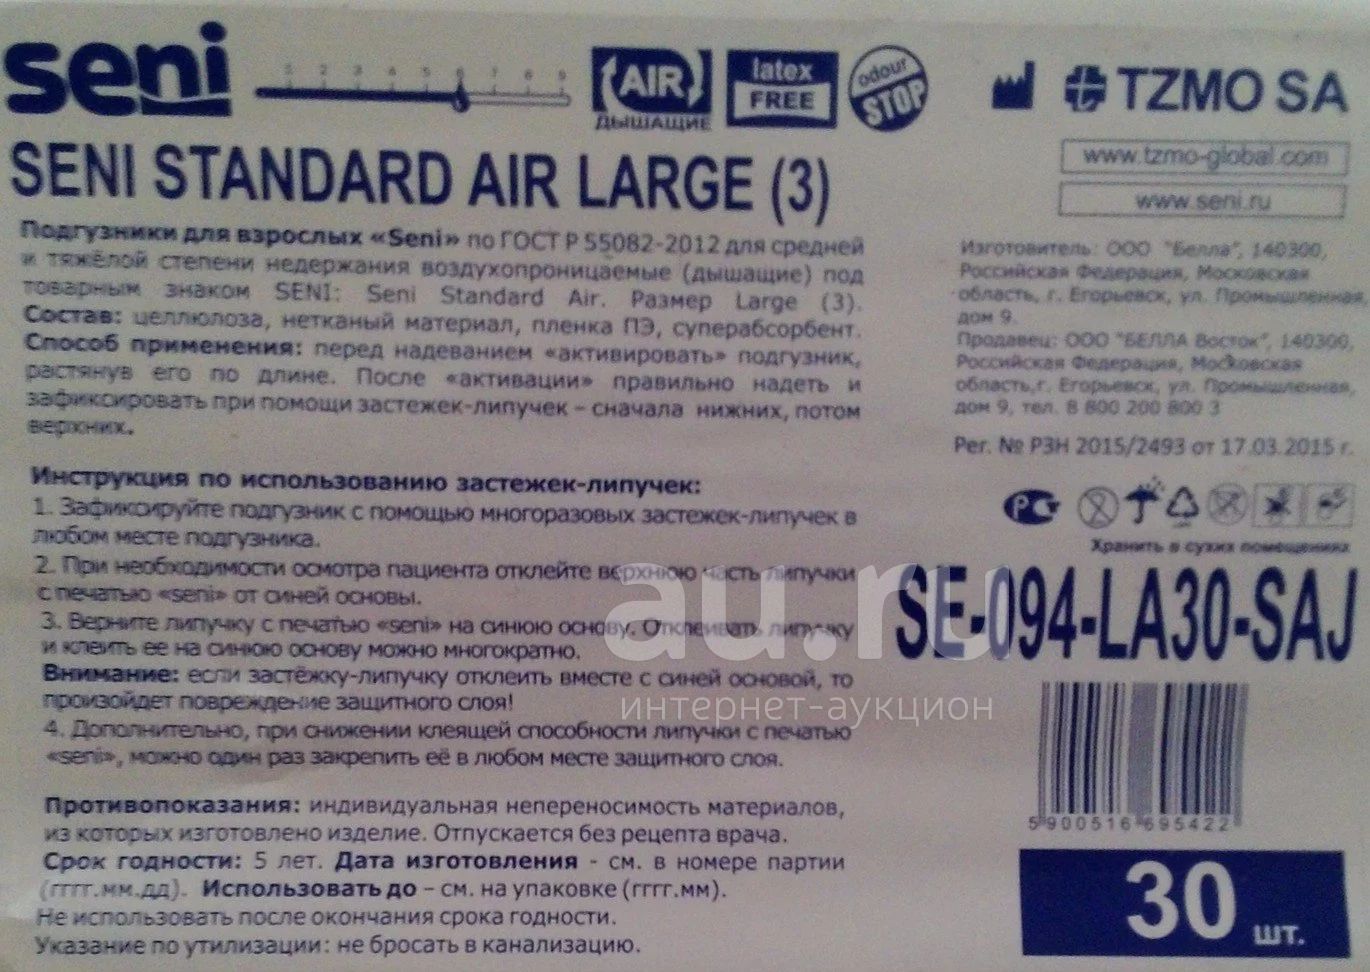 seni
1 2 3 4 5 6 7 8 9
AIR
ДЫШАЩИЕ
latex
FREE
odour
STOP
TZMO SA
www.tzmo-global.com
www.seni.ru
SENI STANDARD AIR LARGE (3)
Подгузники для взрослых «Seni» по ГОСТ Р 55082-2012 для средней
и тяжёлой степени недержания воздухопроницаемые (дышащие) под
товарным знаком SENI: Seni Standard Air. Размер Large (3).
Состав: целлюлоза, нетканый материал, пленка ПЭ, суперабсорбент.
Способ применения: перед надеванием «активировать» подгузник,
растянув его по длине. После «активации» правильно надеть и
зафиксировать при помощи застежек-липучек – сначала нижних, потом
верхних.
Инструкция по использованию застежек-липучек:
1. Зафиксируйте подгузник с помощью многоразовых застежек-липучек в
любом месте подгузника.
2. При необходимости осмотра пациента отклейте верхнюю часть липучки
с печатью «seni» от синей основы.
3. Верните липучку с печатью «seni» на синюю основу. Отклеивать липучку
и клеить ее на синюю основу можно многократно.
Внимание: если застёжку-липучку отклеить вместе с синей основой, то
произойдет повреждение защитного слоя!
4. Дополнительно, при снижении клеящей способности липучки с печатью
«seni», можно один раз закрепить её в любом месте защитного слоя.
Противопоказания: индивидуальная непереносимость материалов,
из которых изготовлено изделие. Отпускается без рецепта врача.
Срок годности: 5 лет. Дата изготовления - см. в номере партии
(гггг.мм.дд). Использовать до – см. на упаковке (гггг.мм).
Не использовать после окончания срока годности.
Указание по утилизации: не бросать в канализацию.
Изготовитель: ООО "Белла", 140300,
Российская Федерация, Московская
область, г. Егорьевск, ул. Промышленная
дом 9.
Продавец: ООО "БЕЛЛА Восток", 140300,
Российская Федерация, Московская
область,г. Егорьевск, ул. Промышленная,
дом 9, тел. 8 800 200 800 3
Рег. № РЗН 2015/2493 от 17.03.2015 г.
Хранить в сухих помещениях
SE-094-LA30-SAJ
5 900516 695422
30 шт.
au.ru
интернет-аукцион